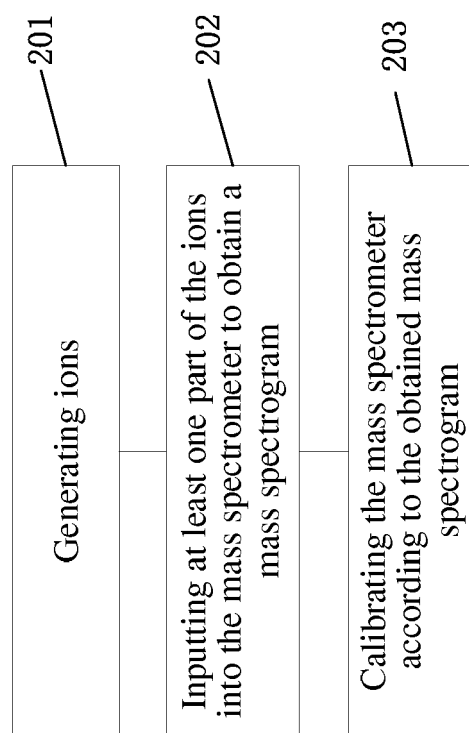 Generating ions
201
Inputting at least one part of the ions
into the mass spectrometer to obtain a
mass spectrogram
202
Calibrating the mass spectrometer
according to the obtained mass
spectrogram
203